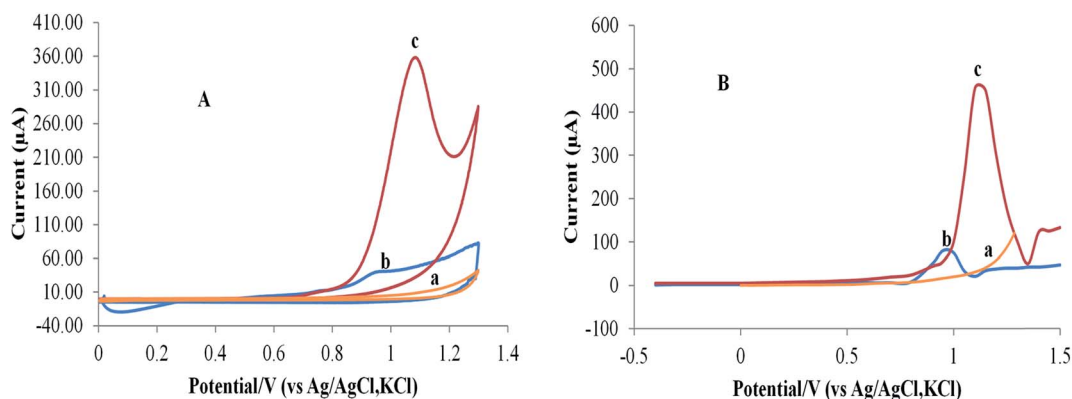 410.00
360.00
310.00
260.00
210.00
160.00
110.00
60.00
10.00
-40.00
Current (µA)
A
c
b
a
0 0.2 0.4 0.6 0.8 1 1.2 1.4
Potential/V (vs Ag/AgCl,KCl)
600
500
400
300
200
100
0
-100
Current (µA)
B
c
b
a
-0.5 0 0.5 1 1.5
Potential/V (vs Ag/AgCl,KCl)